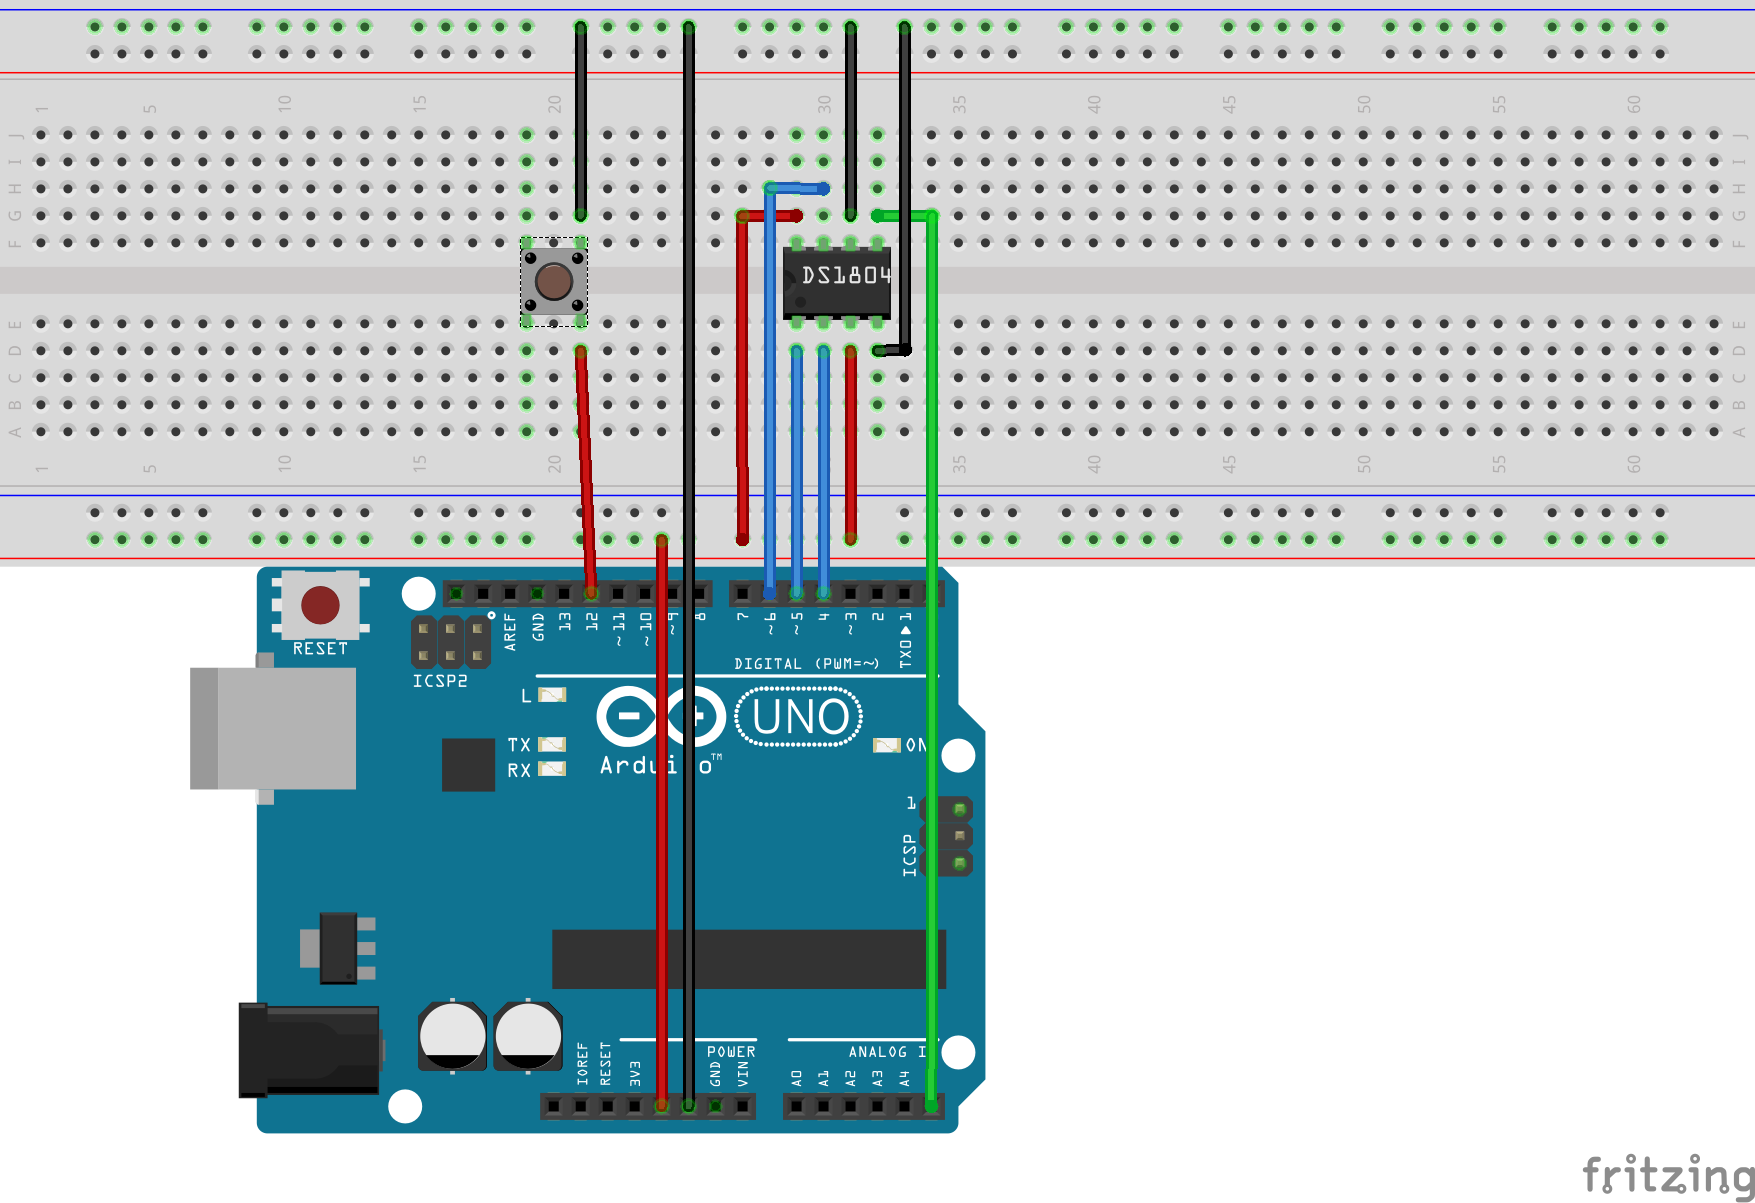 1 5 10 15 20 30 35 40 45 50 55 60
J J
I I
H H
G G
F F
DS1804
E E
D D
C C
B B
A A
1 5 10 15 20 35 40 45 50 55 60
AREF GND 13 12 ~11 ~10 ~9 8 7 ~6 ~5 4 ~3 2 TX0▶1
RESET
ICSP2
DIGITAL (PWM=~)
L
UNO
TX
ON
RX
Arduino™
1
ICSP
POWER
ANALOG I
IOREF RESET 3V3 GND VIN A0 A1 A2 A3 A4
fritzing